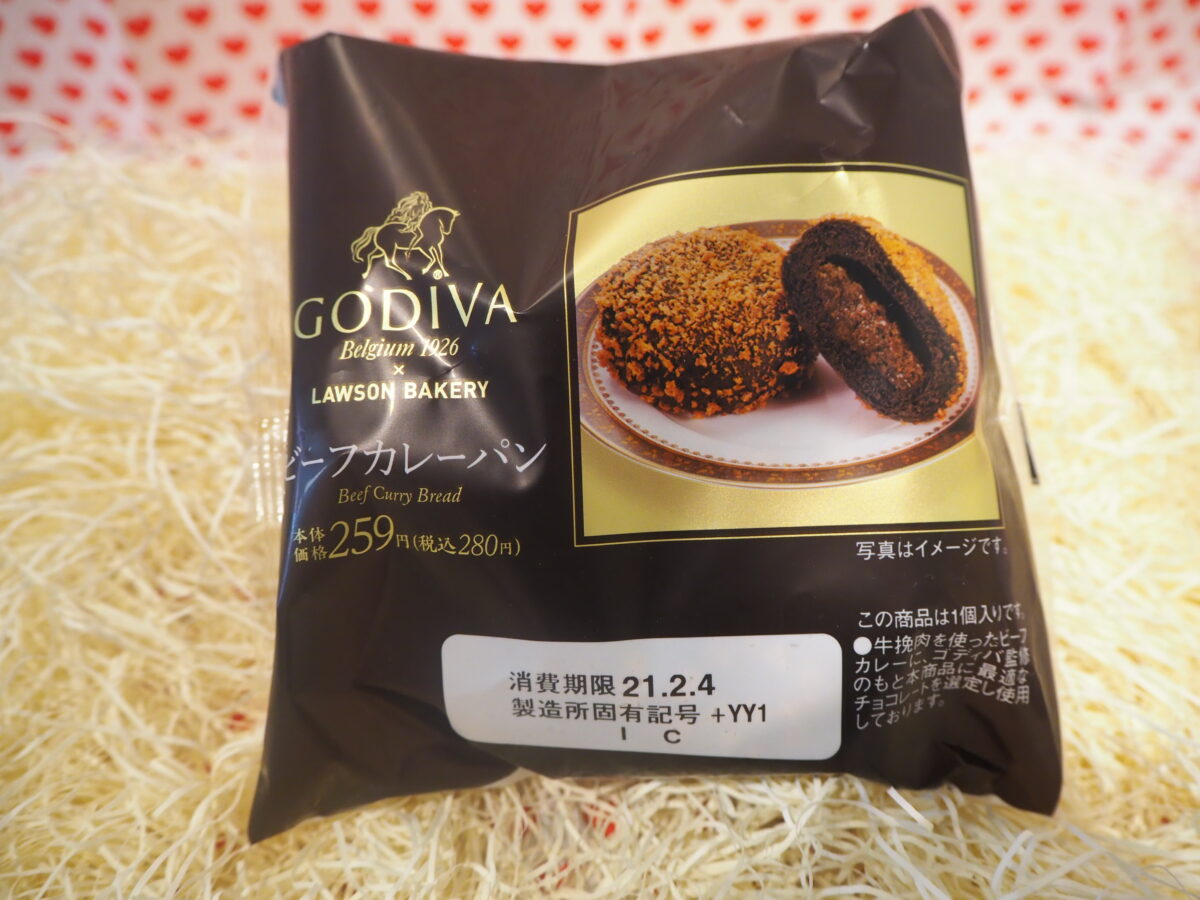 GODIVA
Belgium 1926
×
LAWSON BAKERY
ビーフカレーパン
Beef Curry Bread
本体価格259円(税込280円)
写真はイメージです。
この商品は1個入りです。
●牛挽肉を使ったビーフ
カレーに、ゴディバ監修
のもと本商品に最適な
チョコレートを選定し使用
しております。
消費期限 21.2.4
製造所固有記号 +YY1
I C